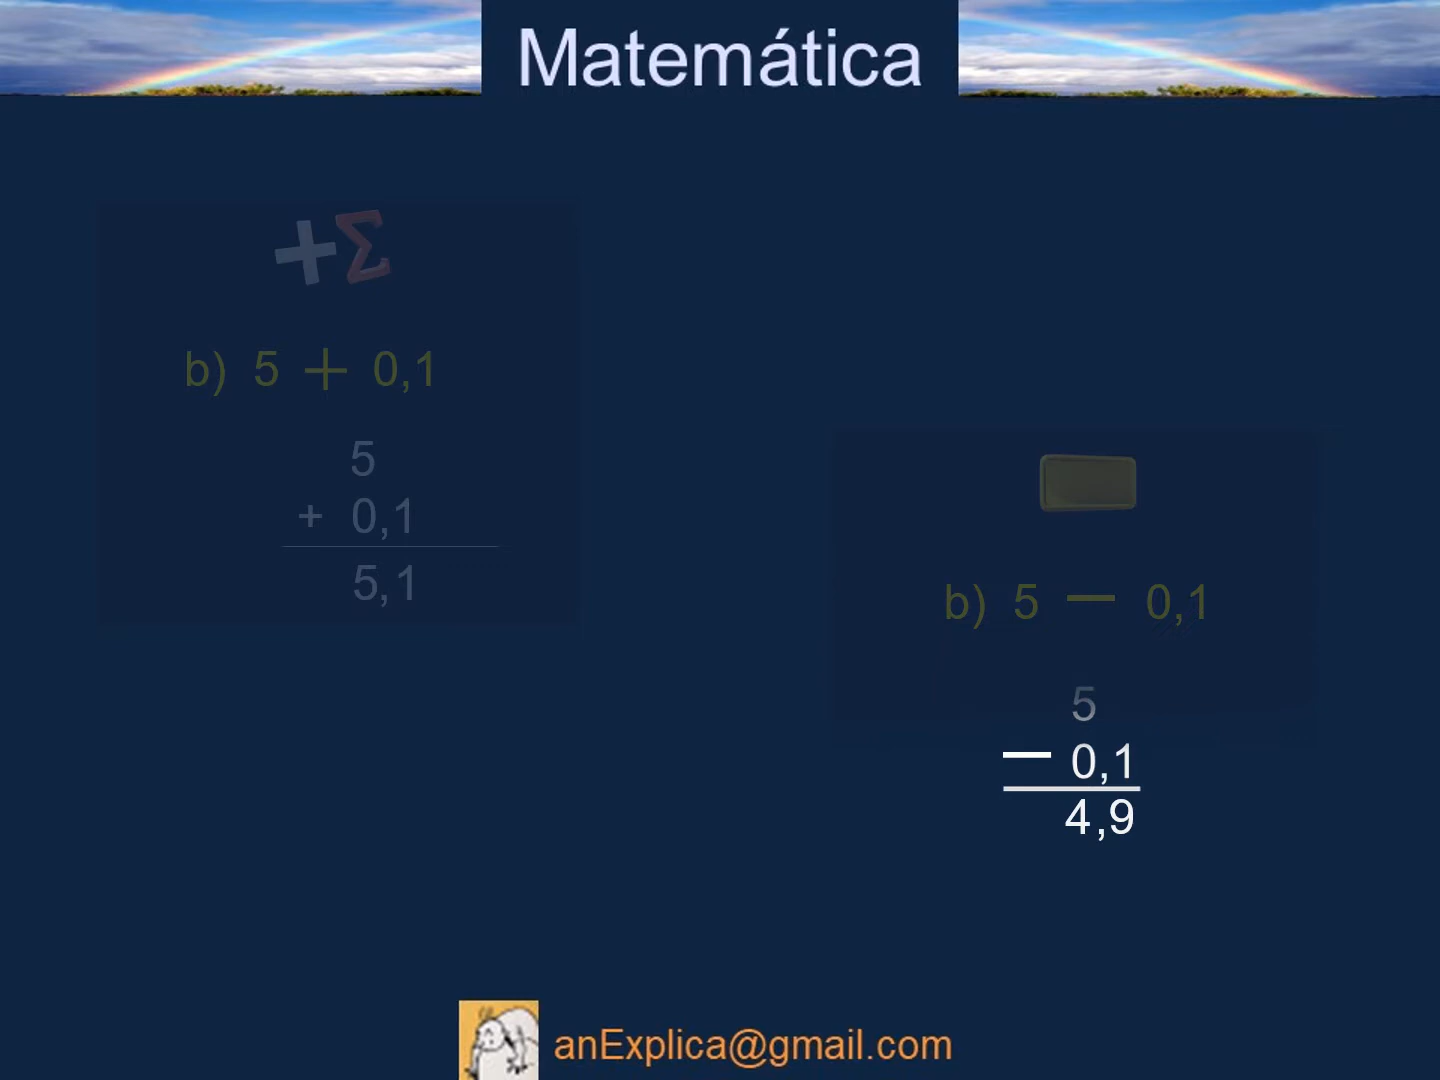 Matemática
+Σ
b) 5 + 0,1
5
+ 0,1
5,1
b) 5 — 0,1
5
— 0,1
4,9
anExplica@gmail.com